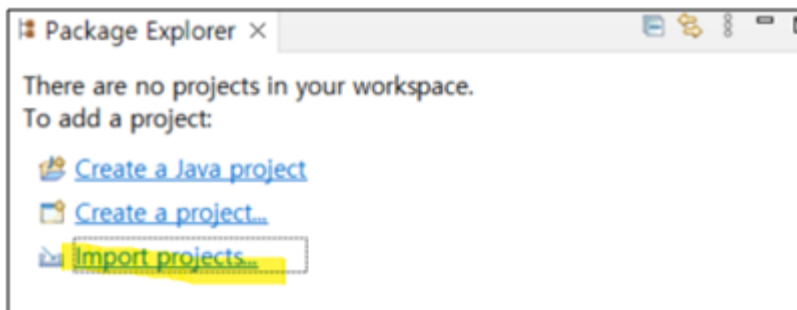 Package Explorer
There are no projects in your workspace.
To add a project:
Create a Java project
Create a project...
Import projects...